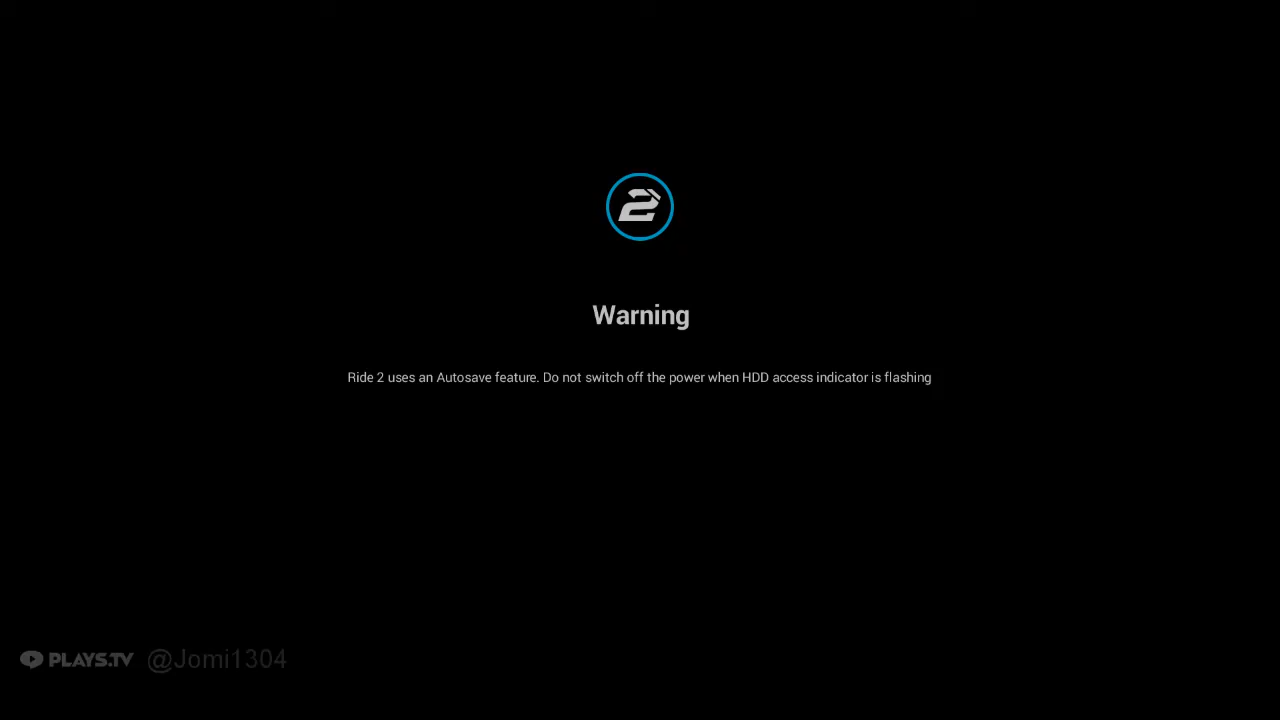 2
Warning
Ride 2 uses an Autosave feature. Do not switch off the power when HDD access indicator is flashing
PLAYS.TV @Jomi1304